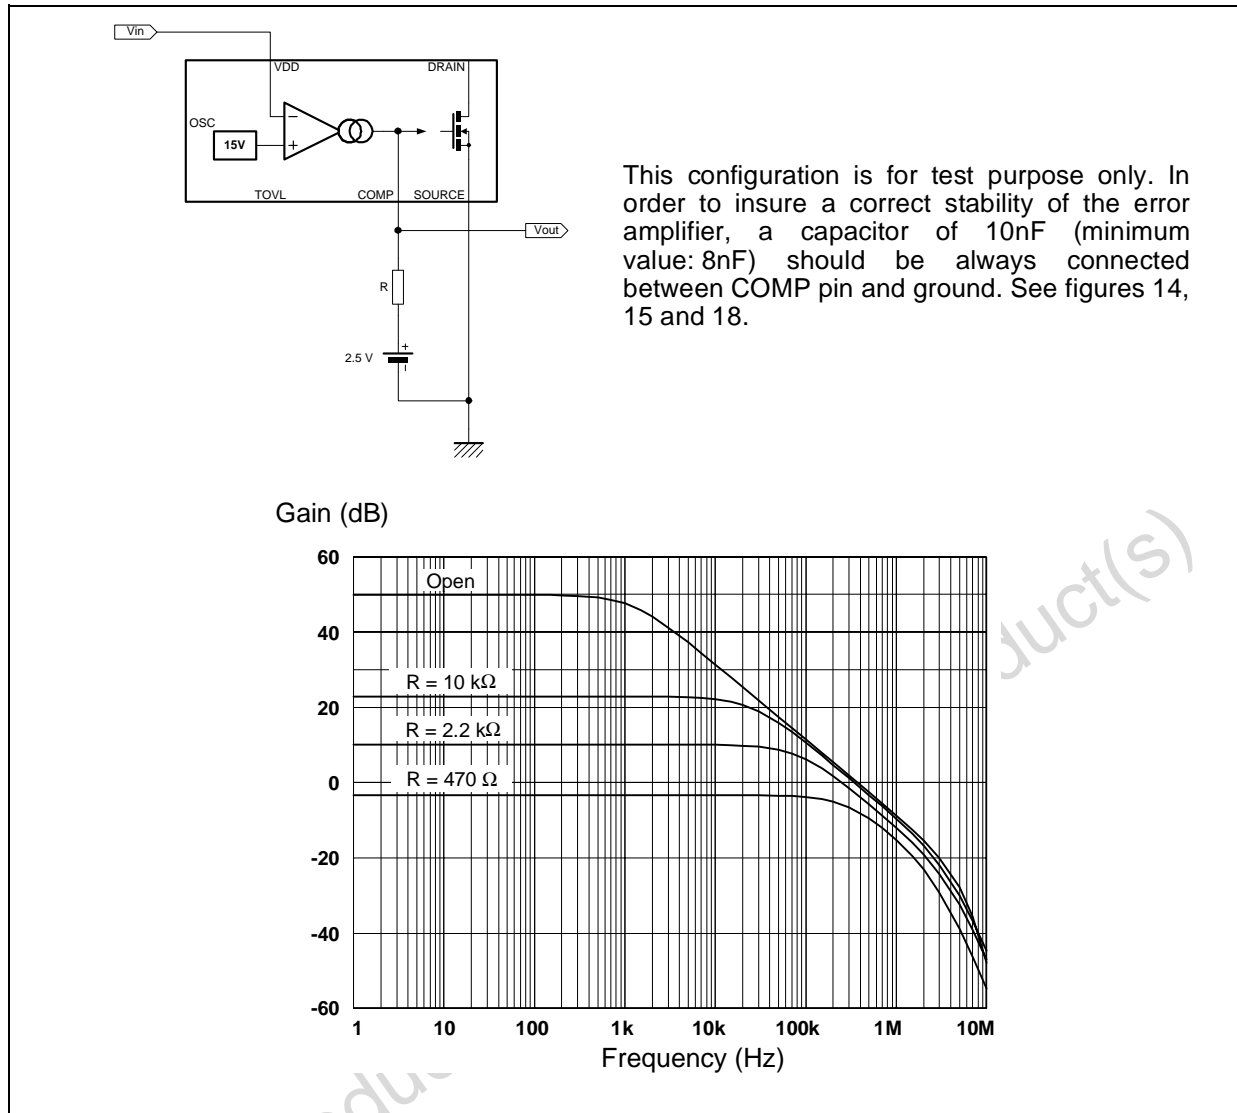 Vin
VDD
DRAIN
OSC
15V
−
+
TOVL
COMP
SOURCE
Vout
R
2.5 V
+
−
This configuration is for test purpose only. In
order to insure a correct stability of the error
amplifier, a capacitor of 10nF (minimum
value: 8nF) should be always connected
between COMP pin and ground. See figures 14,
15 and 18.
Gain (dB)
60
Open
40
R = 10 kΩ
20
R = 2.2 kΩ
0
R = 470 Ω
-20
-40
-60
1 10 100 1k 10k 100k 1M 10M
Frequency (Hz)
duct(s)